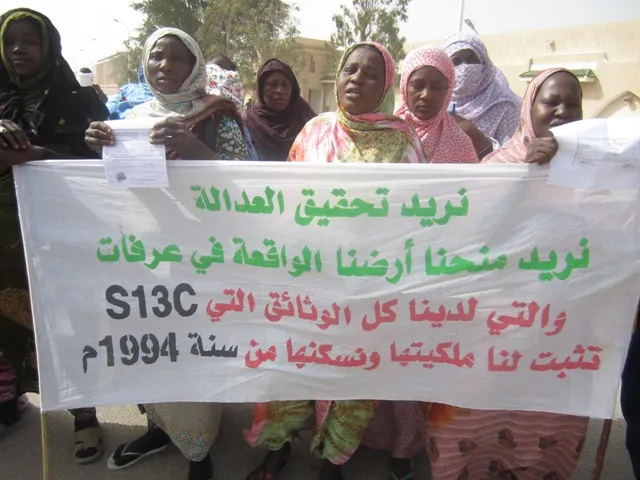 نريد تحقيق العدالة
نريد منحنا أرضنا الواقعة في عرفات
S13C والتي لدينا كل الوثائق التي
تثبت لنا ملكيتها ونسكنها من سنة 1994م